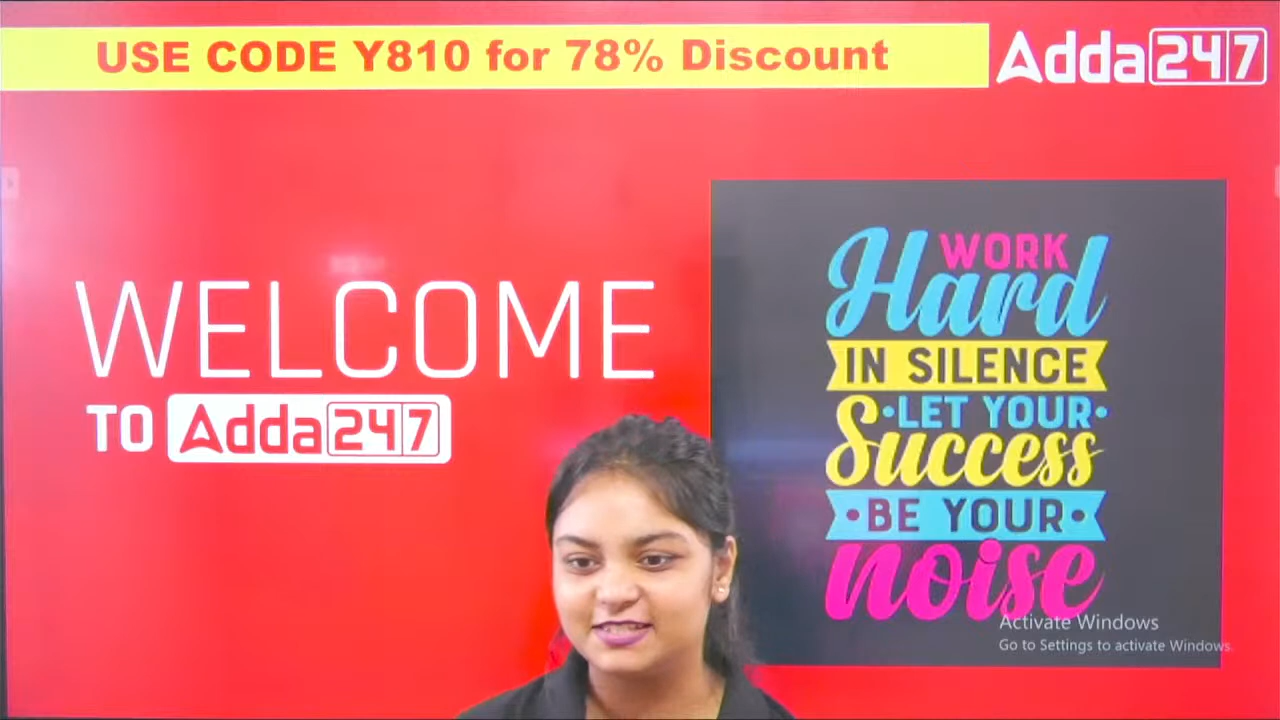 USE CODE Y810 for 78% Discount
Adda247
WELCOME
TO Adda247
WORK
Hard
IN SILENCE
•LET YOUR•
Success
•BE YOUR•
noise
Activate Windows
Go to Settings to activate Windows.